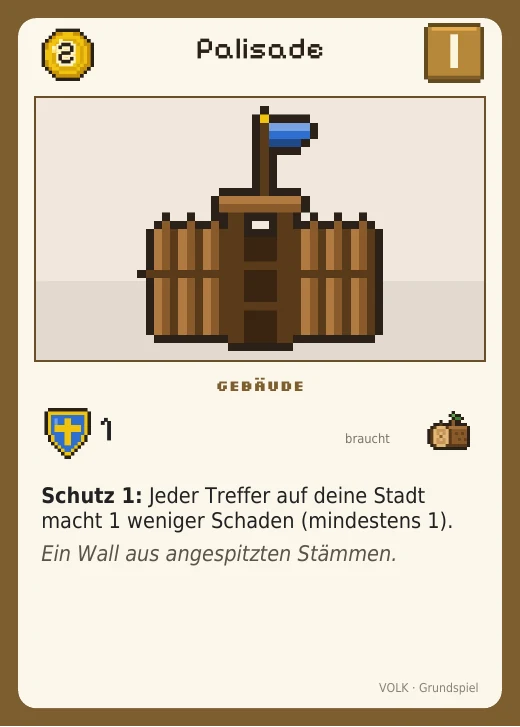 2
Palisade
I
GEBÄUDE
1
braucht
Schutz 1: Jeder Treffer auf deine Stadt
macht 1 weniger Schaden (mindestens 1).
Ein Wall aus angespitzten Stämmen.
VOLK · Grundspiel